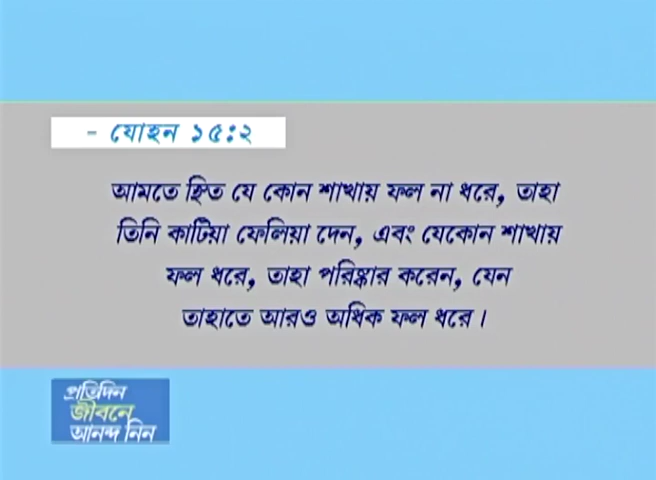 - যোহন ১৫:২
আমতে স্থিত যে কোন শাখায় ফল না ধরে, তাহা
তিনি কাটিয়া ফেলিয়া দেন, এবং যেকোন শাখায়
ফল ধরে, তাহা পরিষ্কার করেন, যেন
তাহাতে আরও অধিক ফল ধরে।
প্রতিদিন
জীবনে
আনন্দ নিন